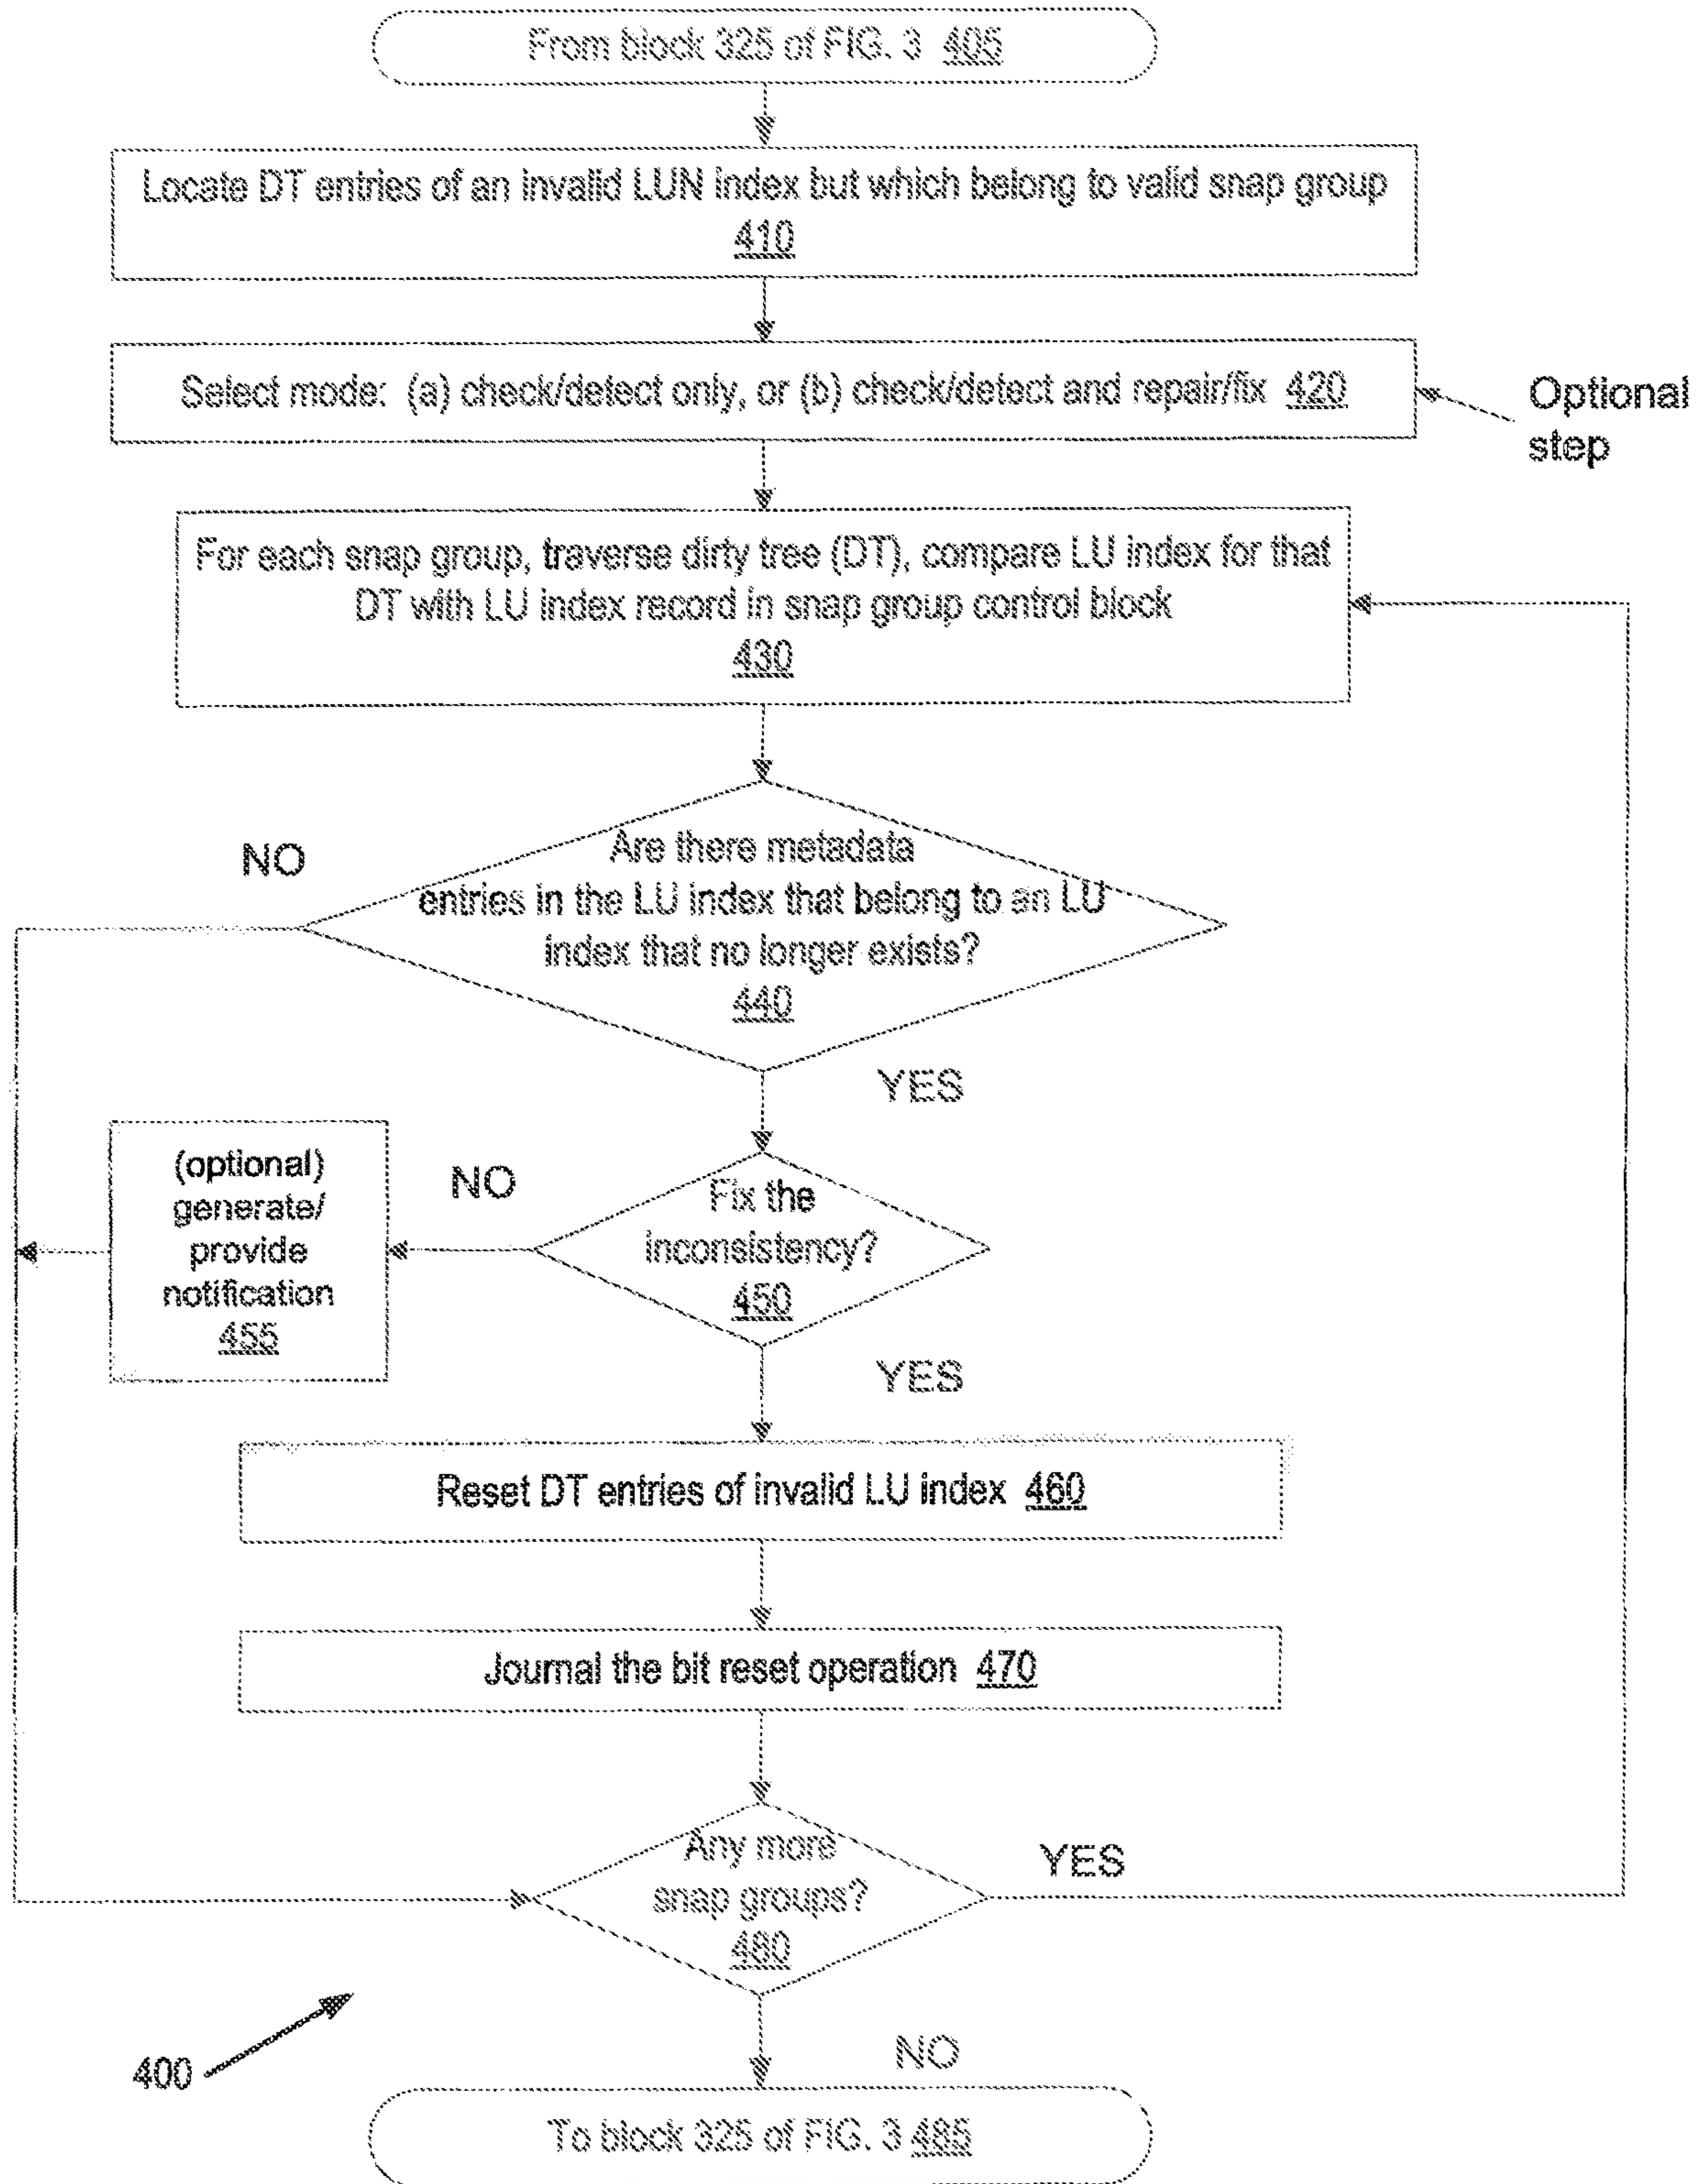 From block 325 of FIG. 3 405
Locate DT entries of an invalid LUN index but which belong to valid snap group
410
Select mode: (a) check/detect only, or (b) check/detect and repair/fix 420
Optional
step
For each snap group, traverse dirty tree (DT), compare LU index for that
DT with LU index record in snap group control block
430
NO
Are there metadata
entries in the LU index that belong to an LU
index that no longer exists?
440
YES
(optional)
generate/
provide
notification
455
NO
Fix the
inconsistency?
450
YES
Reset DT entries of invalid LU index 460
Journal the bit reset operation 470
Any more
snap groups?
480
YES
400
NO
To block 325 of FIG. 3 485